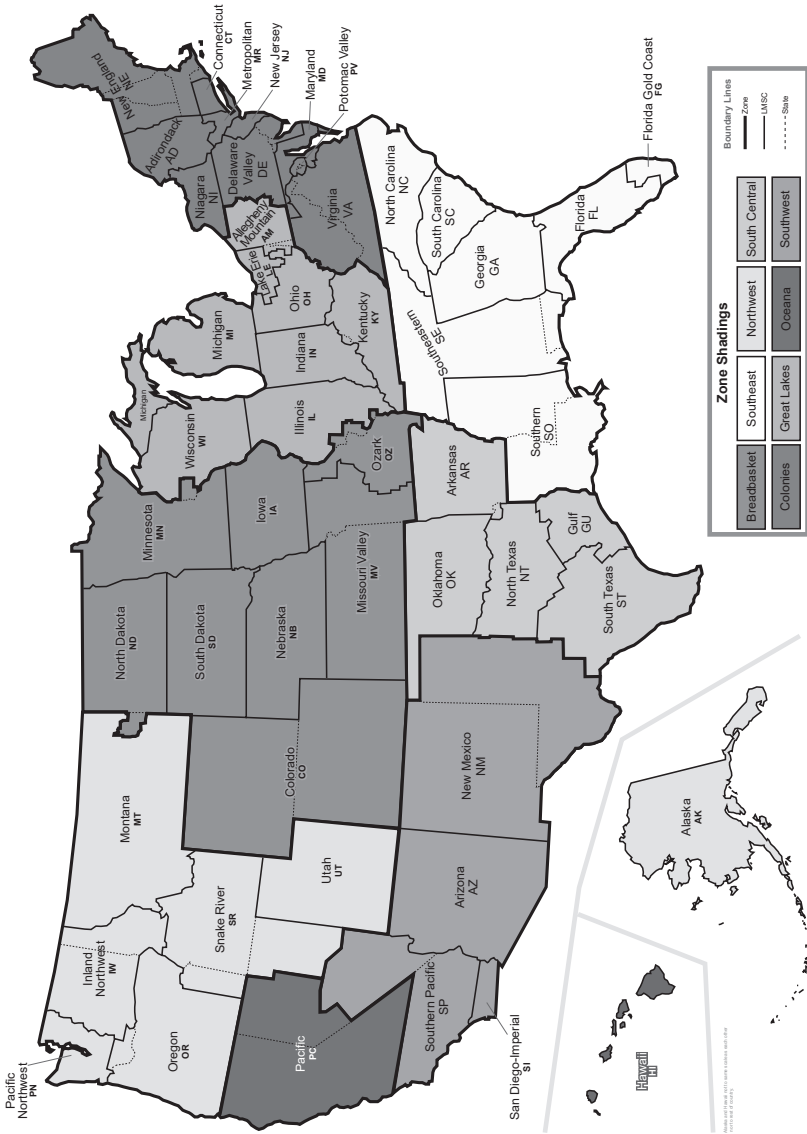 Pacific
Northwest
PN
Inland
Northwest
IW
Oregon
OR
Montana
MT
Snake River
SR
Utah
UT
Pacific
PC
Southern Pacific
SP
San Diego-Imperial
SI
Arizona
AZ
New Mexico
NM
Colorado
CO
North Dakota
ND
South Dakota
SD
Nebraska
NB
Missouri Valley
MV
Minnesota
MN
Iowa
IA
Ozark
OZ
Oklahoma
OK
Arkansas
AR
North Texas
NT
South Texas
ST
Gulf
GU
Southern
SO
Southeastern
SE
Wisconsin
WI
Michigan
Michigan
MI
Illinois
IL
Indiana
IN
Ohio
OH
Kentucky
KY
Lake Erie
LE
Allegheny
Mountain
AM
Niagara
NI
Adirondack
AD
New England
NE
Connecticut
CT
Metropolitan
MR
New Jersey
NJ
Maryland
MD
Potomac Valley
PV
Delaware
Valley
DE
Virginia
VA
North Carolina
NC
South Carolina
SC
Georgia
GA
Florida
FL
Florida Gold Coast
FG
Alaska
AK
Hawaii
HI
Zone Shadings
Breadbasket
Southeast
Northwest
South Central
Colonies
Great Lakes
Oceana
Southwest
Boundary Lines
Zone
LMSC
State